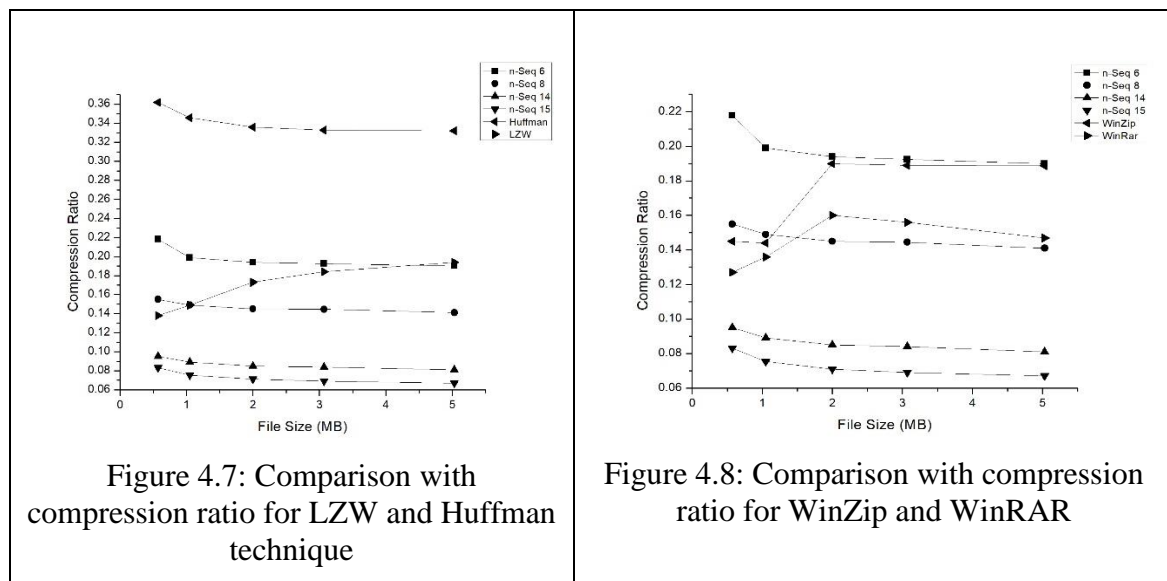 n-Seq 6
n-Seq 8
n-Seq 14
n-Seq 15
Huffman
LZW
0.36
0.34
0.32
0.30
0.28
0.26
0.24
0.22
0.20
0.18
0.16
0.14
0.12
0.10
0.08
0.06
Compression Ratio
0 1 2 3 4 5
File Size (MB)
Figure 4.7: Comparison with
compression ratio for LZW and Huffman
technique
n-Seq 6
n-Seq 8
n-Seq 14
n-Seq 15
WinZip
WinRar
0.22
0.20
0.18
0.16
0.14
0.12
0.10
0.08
0.06
Compression Ratio
0 1 2 3 4 5
File Size (MB)
Figure 4.8: Comparison with compression
ratio for WinZip and WinRAR